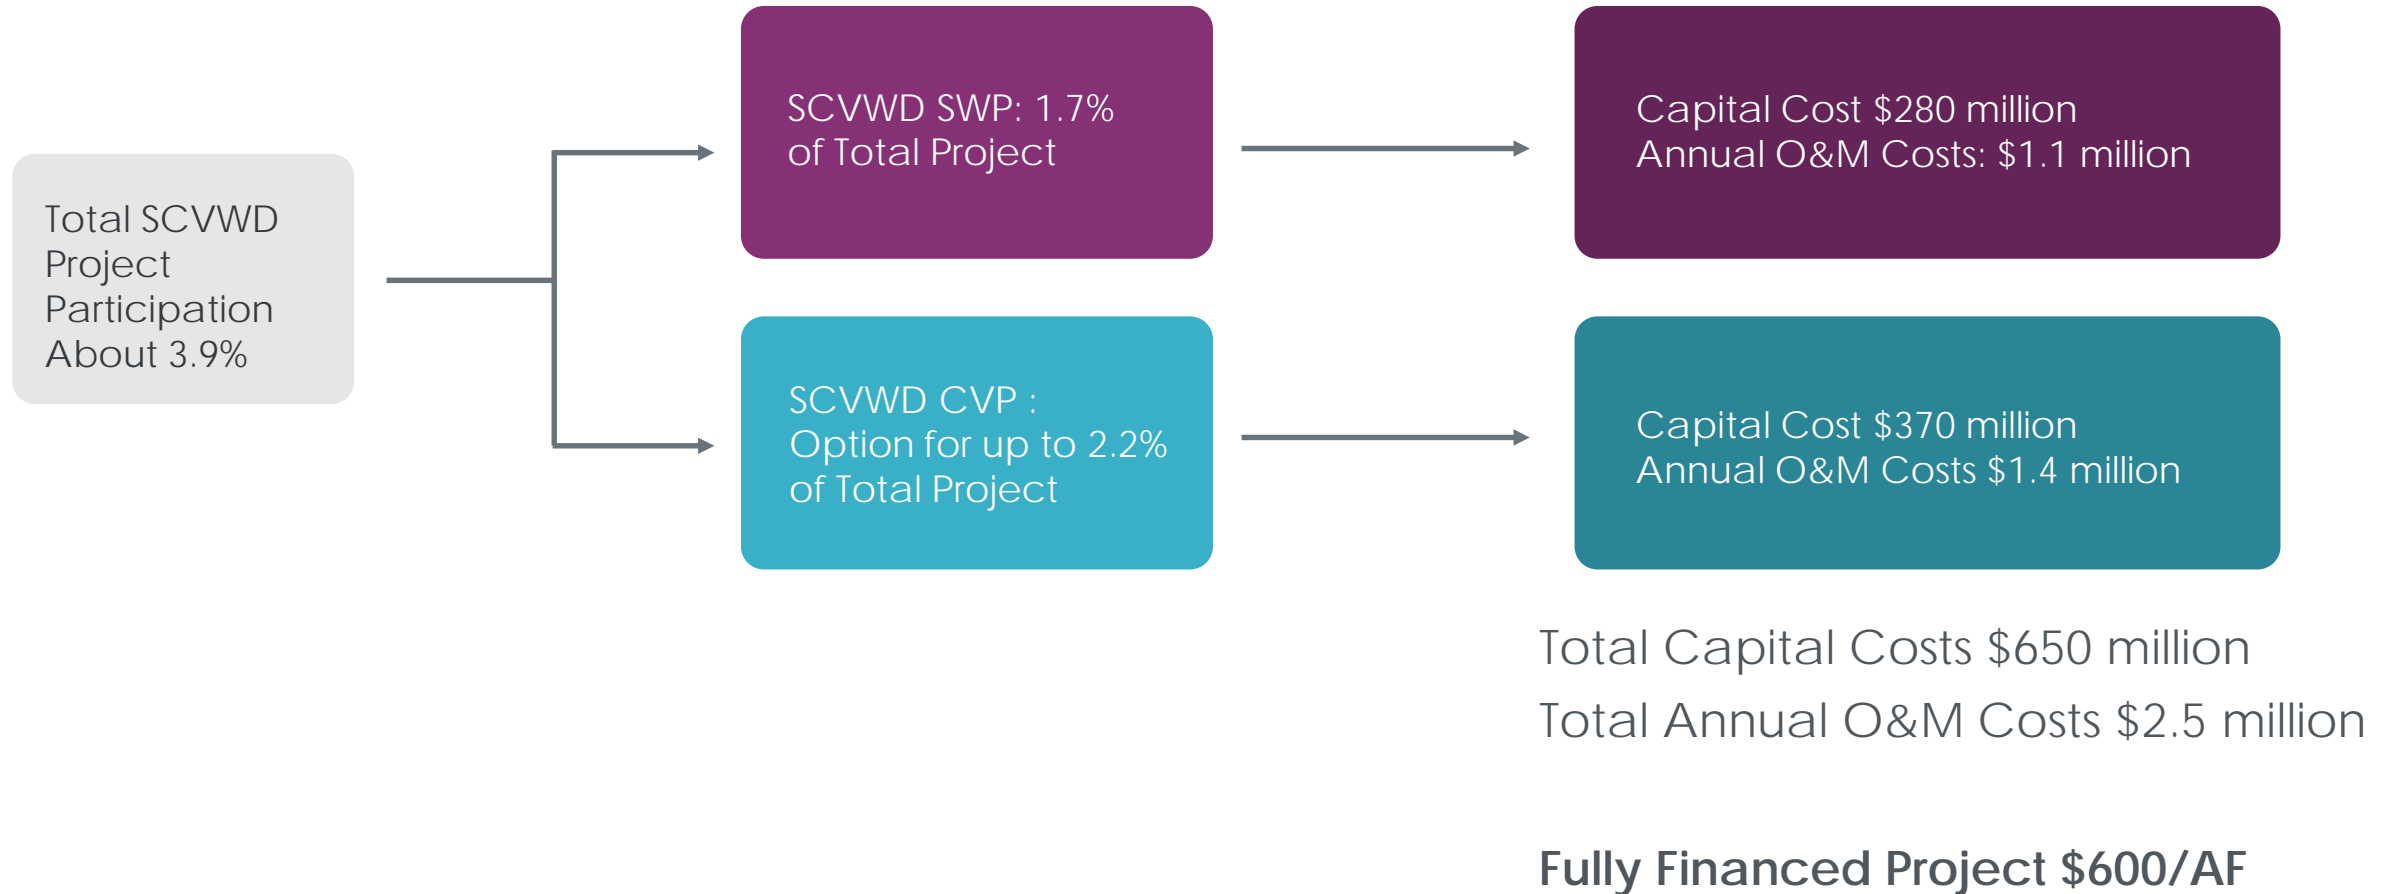 Total SCVWD
Project
Participation
About 3.9%
SCVWD SWP: 1.7%
of Total Project
Capital Cost $280 million
Annual O&M Costs: $1.1 million
SCVWD CVP :
Option for up to 2.2%
of Total Project
Capital Cost $370 million
Annual O&M Costs $1.4 million
Total Capital Costs $650 million
Total Annual O&M Costs $2.5 million
Fully Financed Project $600/AF